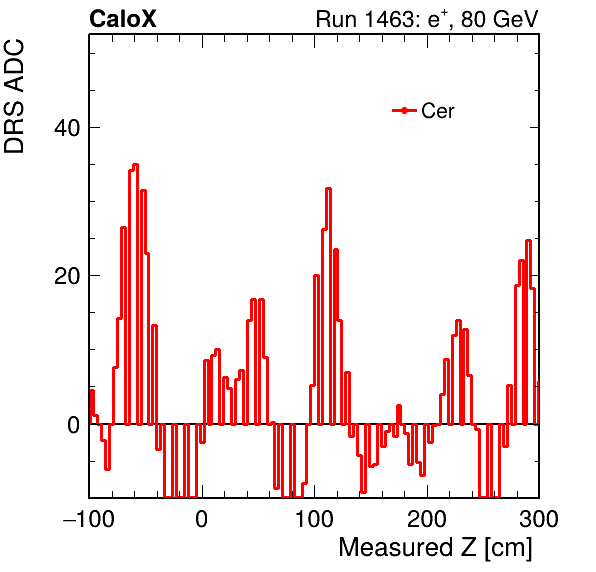 CaloX Run 1463: e⁺, 80 GeV
DRS ADC
Cer
40
20
0
−100 0 100 200 300
Measured Z [cm]